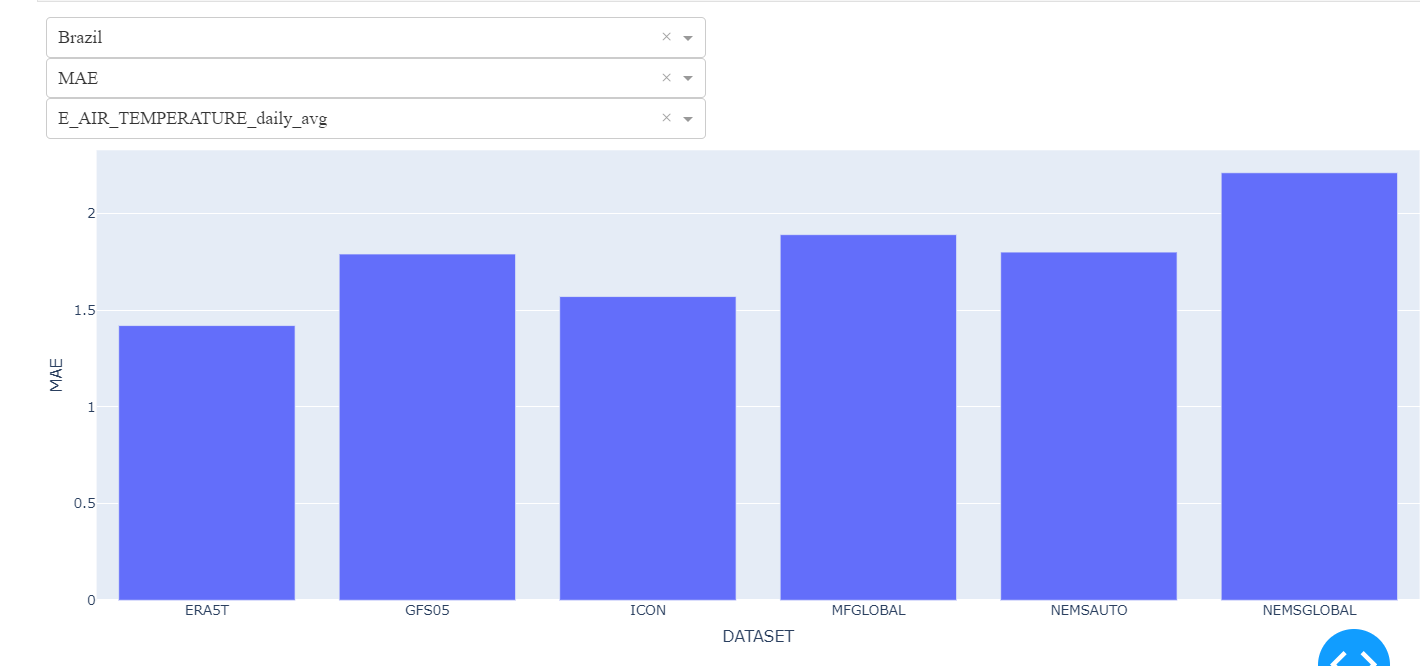 Brazil × 
MAE ×
E_AIR_TEMPERATURE_daily_avg ×
2
1.5
1
0.5
0
MAE
ERA5T GFS05 ICON MFGLOBAL NEMSAUTO NEMSGLOBAL
DATASET